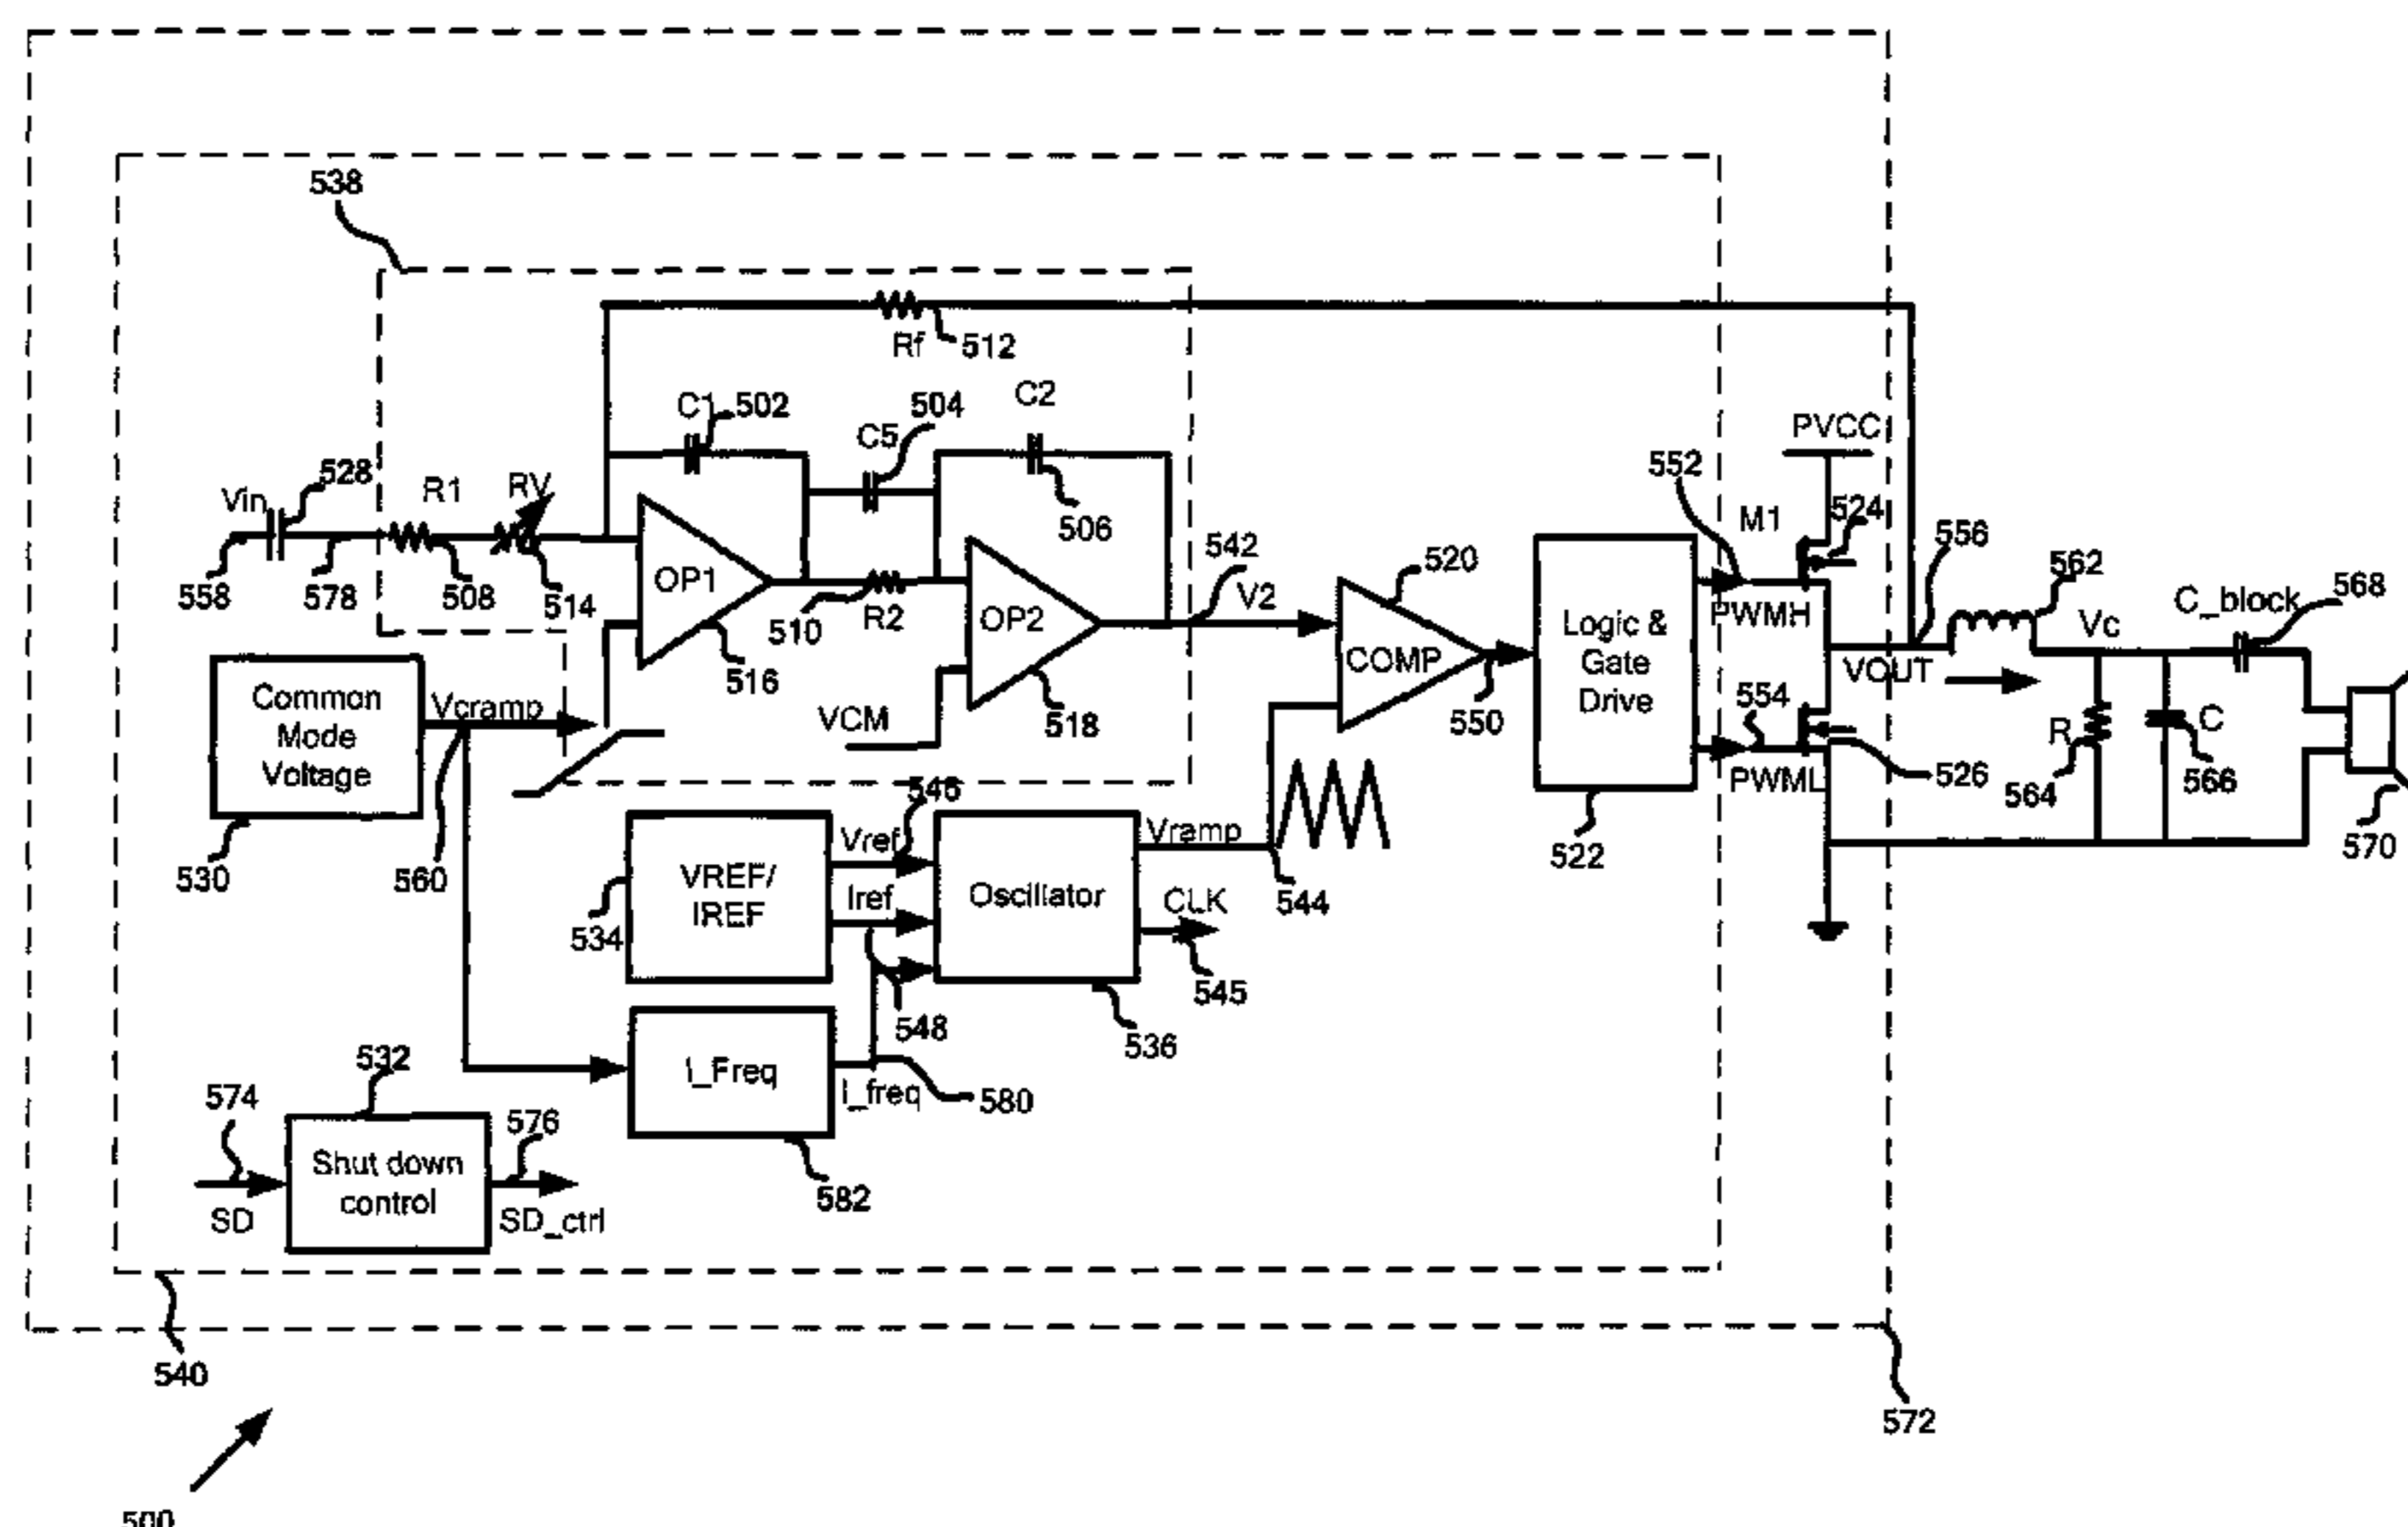 538
Rf
512
C1
502
C5
504
C2
506
Vin
528
R1
RV
558
578
508
514
OP1
516
510
R2
OP2
518
VCM
542
V2
520
COMP
550
Logic &
Gate
Drive
522
552
PWMH
M1
PVCC
524
556
VOUT
562
Vc
C_block
568
554
PWML
526
R
564
C
566
570
Common
Mode
Voltage
530
Vcramp
560
VREF/
IREF
534
Vref
546
Iref
548
Oscillator
536
Vramp
544
CLK
545
I_Freq
582
I_freq
580
532
574
SD
Shut down
control
576
SD_ctrl
540
572
500